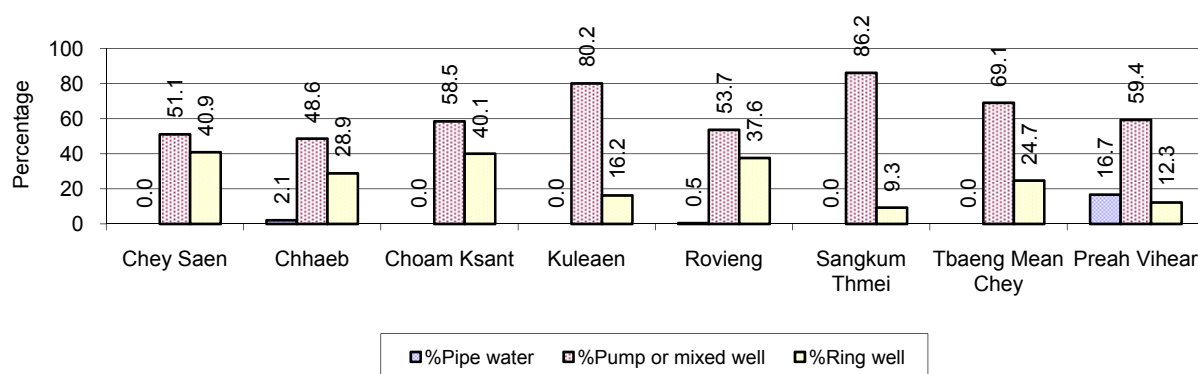 Percentage
100
80
60
40
20
0
0.0 51.1 40.9
2.1 48.6 28.9
0.0 58.5 40.1
0.0 80.2 16.2
0.5 53.7 37.6
0.0 86.2 9.3
0.0 69.1 24.7
16.7 59.4 12.3
Chey Saen
Chhaeb
Choam Ksant
Kuleaen
Rovieng
Sangkum
Thmei
Tbaeng Mean
Chey
Preah Vihear
%Pipe water %Pump or mixed well %Ring well